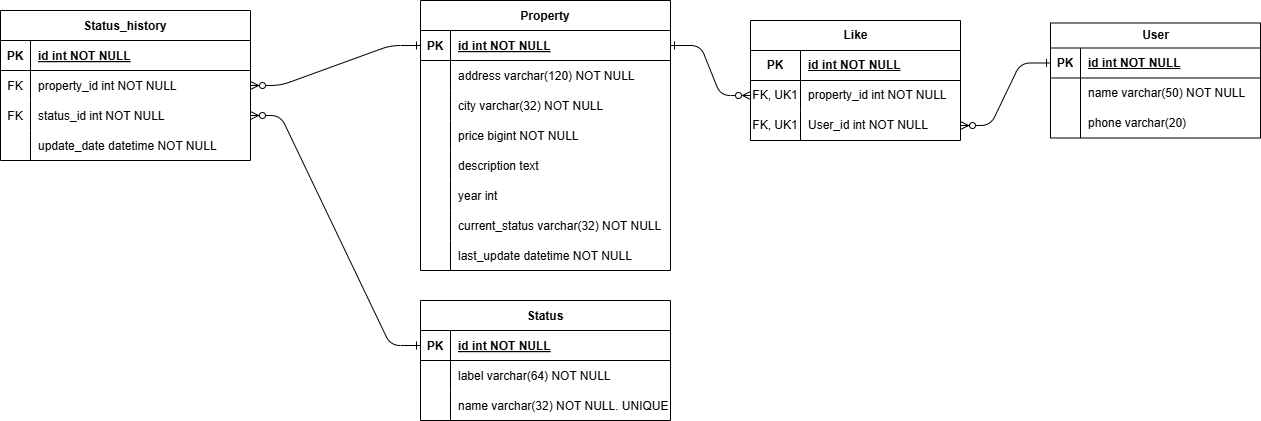 Status_history
PK id int NOT NULL
FK property_id int NOT NULL
FK status_id int NOT NULL
update_date datetime NOT NULL
Property
PK id int NOT NULL
address varchar(120) NOT NULL
city varchar(32) NOT NULL
price bigint NOT NULL
description text
year int
current_status varchar(32) NOT NULL
last_update datetime NOT NULL
Like
PK id int NOT NULL
FK, UK1 property_id int NOT NULL
FK, UK1 User_id int NOT NULL
User
PK id int NOT NULL
name varchar(50) NOT NULL
phone varchar(20)
Status
PK id int NOT NULL
label varchar(64) NOT NULL
name varchar(32) NOT NULL. UNIQUE